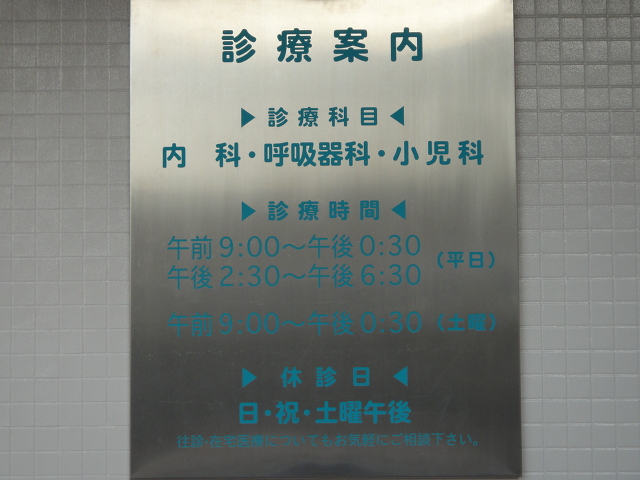 診療案内
▶診療科目◀
内 科・呼吸器科・小児科
▶診療時間◀
午前9:00～午後0:30
午後2:30～午後6:30 (平日)
午前9:00～午後0:30 (土曜)
▶ 休診日 ◀
日・祝・土曜午後
往診・在宅医療についてもお気軽にご相談下さい。